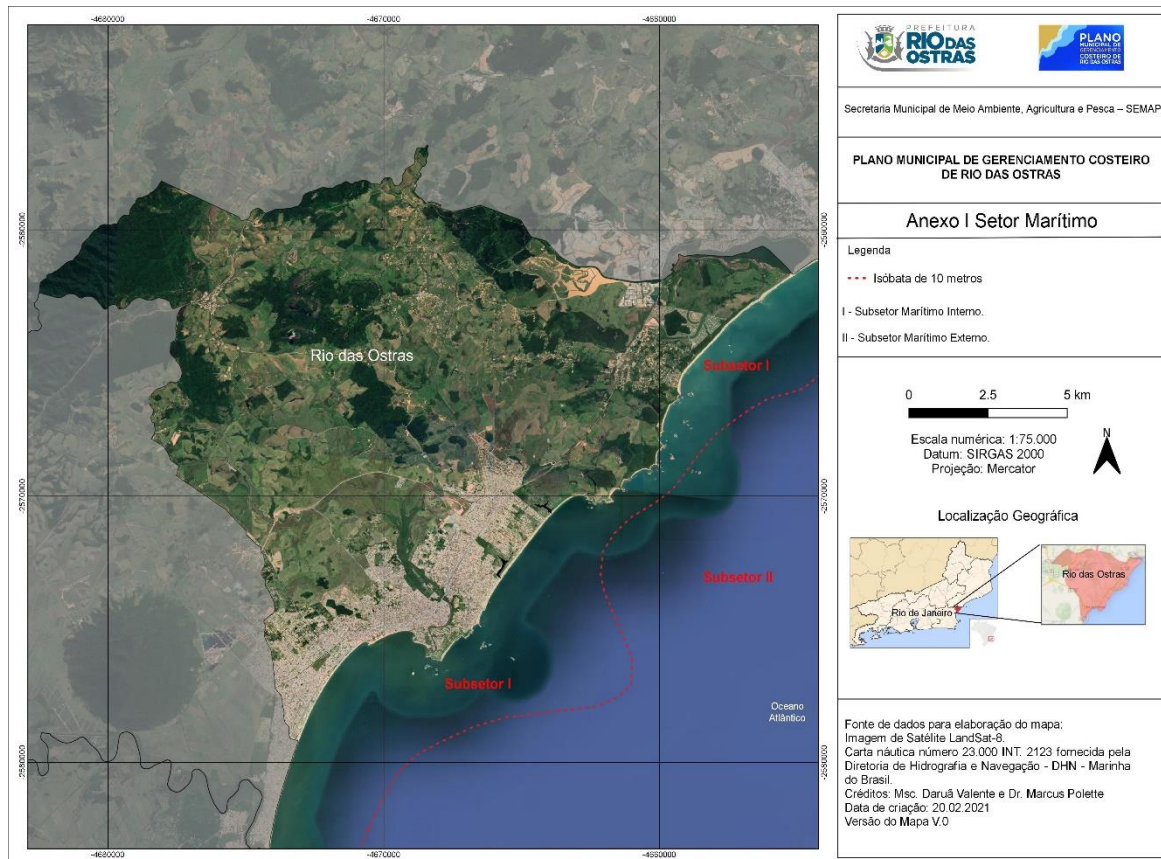 -4680000
-4670000
-4660000
-2560000
-2560000
Rio das Ostras
Subsetor I
-2570000
-2570000
Subsetor II
Subsetor I
Oceano
Atlântico
-2580000
-2580000
-4680000
-4670000
-4660000
PREFEITURA
RIO DAS
OSTRAS
PLANO
MUNICIPAL DE
GERENCIAMENTO
COSTEIRO DE
RIO DAS OSTRAS
Secretaria Municipal de Meio Ambiente, Agricultura e Pesca – SEMAP
PLANO MUNICIPAL DE GERENCIAMENTO COSTEIRO
DE RIO DAS OSTRAS
Anexo I Setor Marítimo
Legenda
Isóbata de 10 metros
I - Subsetor Marítimo Interno.
II - Subsetor Marítimo Externo.
0 2.5 5 km
N
Escala numérica: 1:75.000
Datum: SIRGAS 2000
Projeção: Mercator
Localização Geográfica
Rio das Ostras
Rio de Janeiro
Fonte de dados para elaboração do mapa:
Imagem de Satélite LandSat-8.
Carta náutica número 23.000 INT. 2123 fornecida pela
Diretoria de Hidrografia e Navegação - DHN - Marinha
do Brasil.
Créditos: Msc. Daruã Valente e Dr. Marcus Polette
Data de criação: 20.02.2021
Versão do Mapa V.0